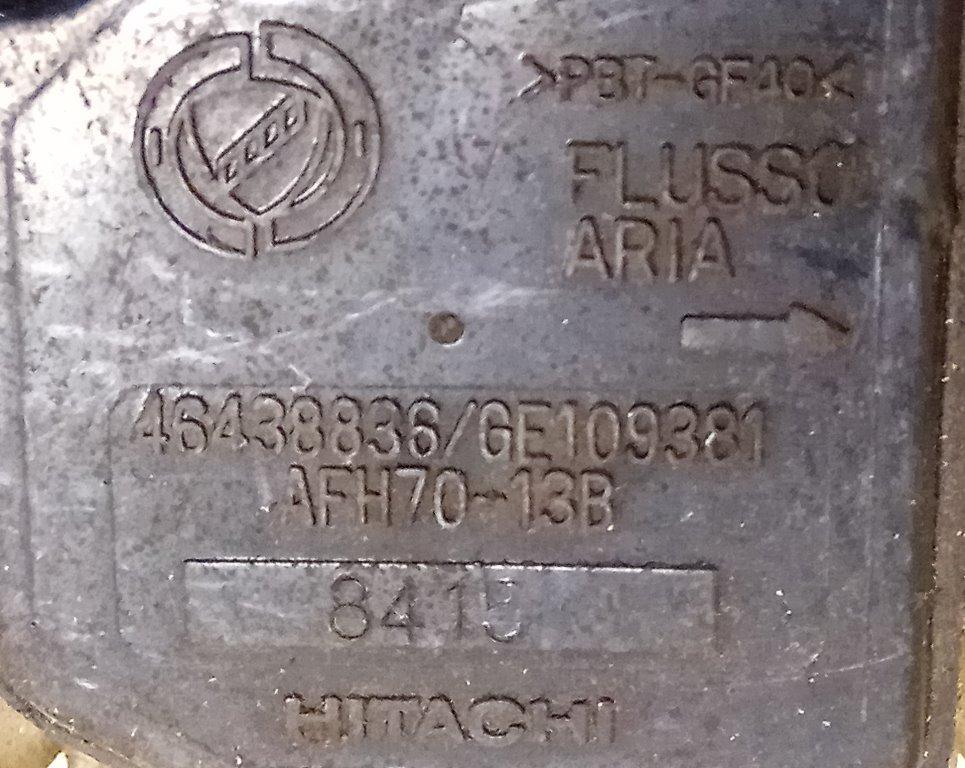 >PBT-GF40<
FLUSSO
ARIA
46438836/GE109381
AFH70-13B
8415
HITACHI